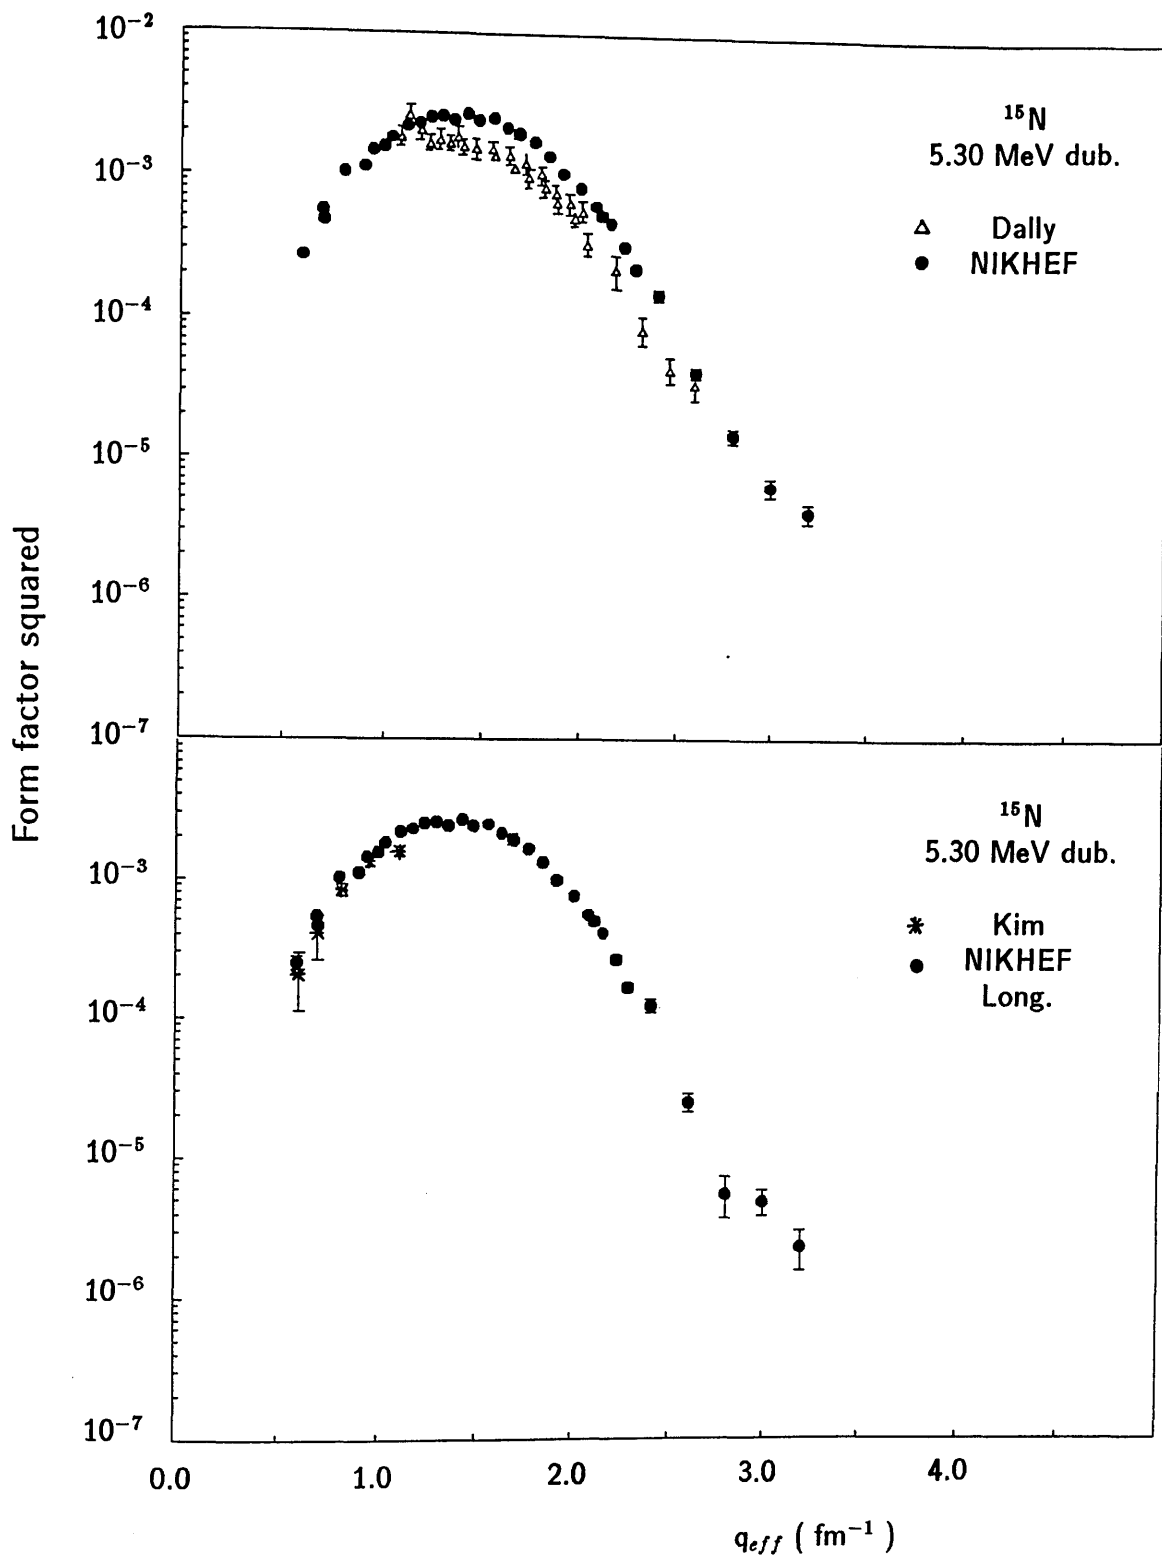 Form factor squared
10⁻²
10⁻³
10⁻⁴
10⁻⁵
10⁻⁶
10⁻⁷
¹⁵N
5.30 MeV dub.
Dally
NIKHEF
10⁻³
10⁻⁴
10⁻⁵
10⁻⁶
10⁻⁷
¹⁵N
5.30 MeV dub.
Kim
NIKHEF
Long.
0.0 1.0 2.0 3.0 4.0
q_eff ( fm⁻¹ )